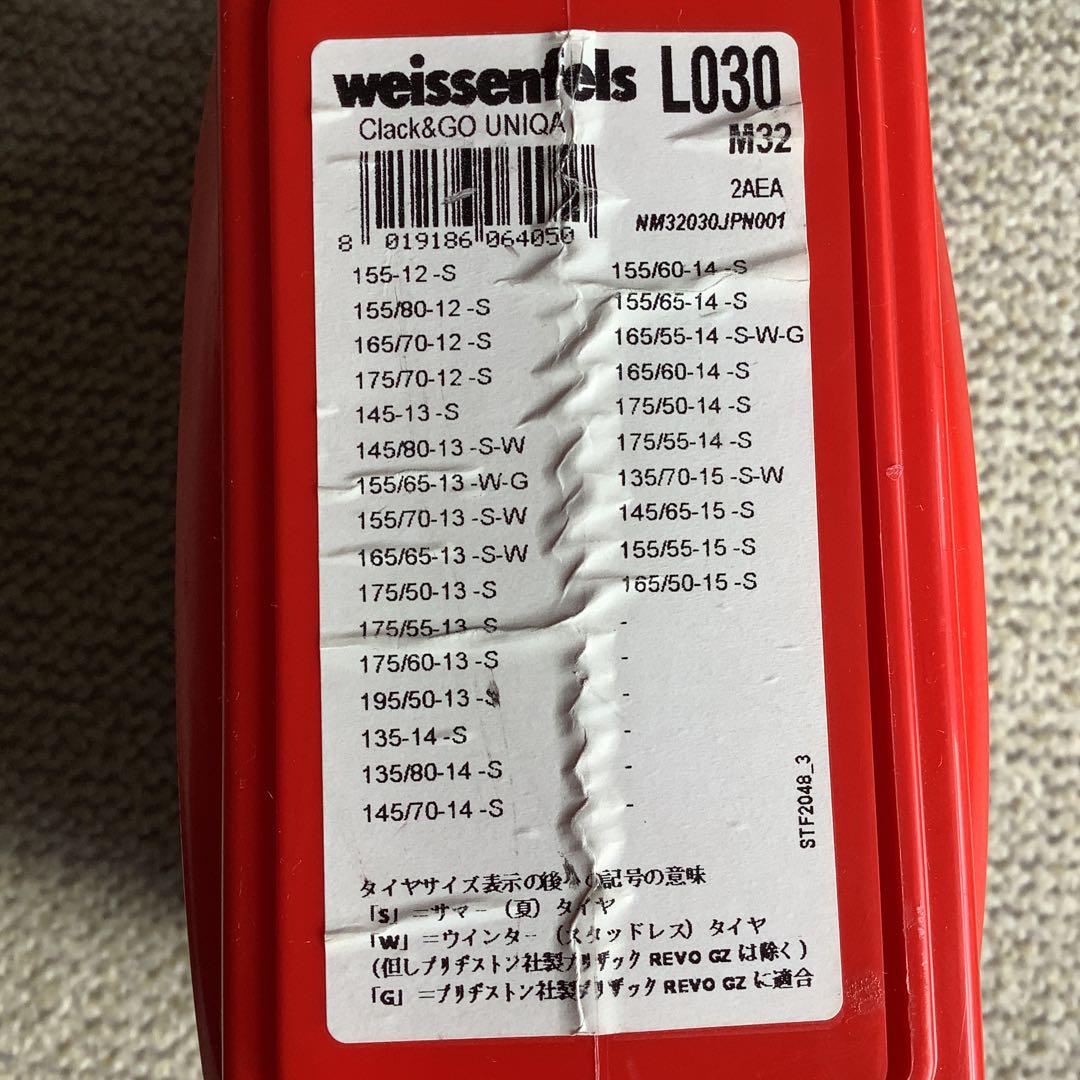 weissenfels L030
Clack&GO UNIQA M32
2AEA
NM32030JPN001
8 019186 064050
155-12 -S
155/80-12 -S
165/70-12 -S
175/70-12 -S
145-13 -S
145/80-13 -S-W
155/65-13 -W-G
155/70-13 -S-W
165/65-13 -S-W
175/50-13 -S
175/55-13 -S
175/60-13 -S
195/50-13 -S
135-14 -S
135/80-14 -S
145/70-14 -S
155/60-14 -S
155/65-14 -S
165/55-14 -S-W-G
165/60-14 -S
175/50-14 -S
175/55-14 -S
135/70-15 -S-W
145/65-15 -S
155/55-15 -S
165/50-15 -S
-
-
-
-
-
-
STF2048_3
タイヤサイズ表示の後への記号の意味
「S」=サマー（夏）タイヤ
「W」=ウインター（スタッドレス）タイヤ
（但しブリヂストン社製ブリザック REVO GZ は除く）
「G」=ブリヂストン社製ブリザック REVO GZ に適合